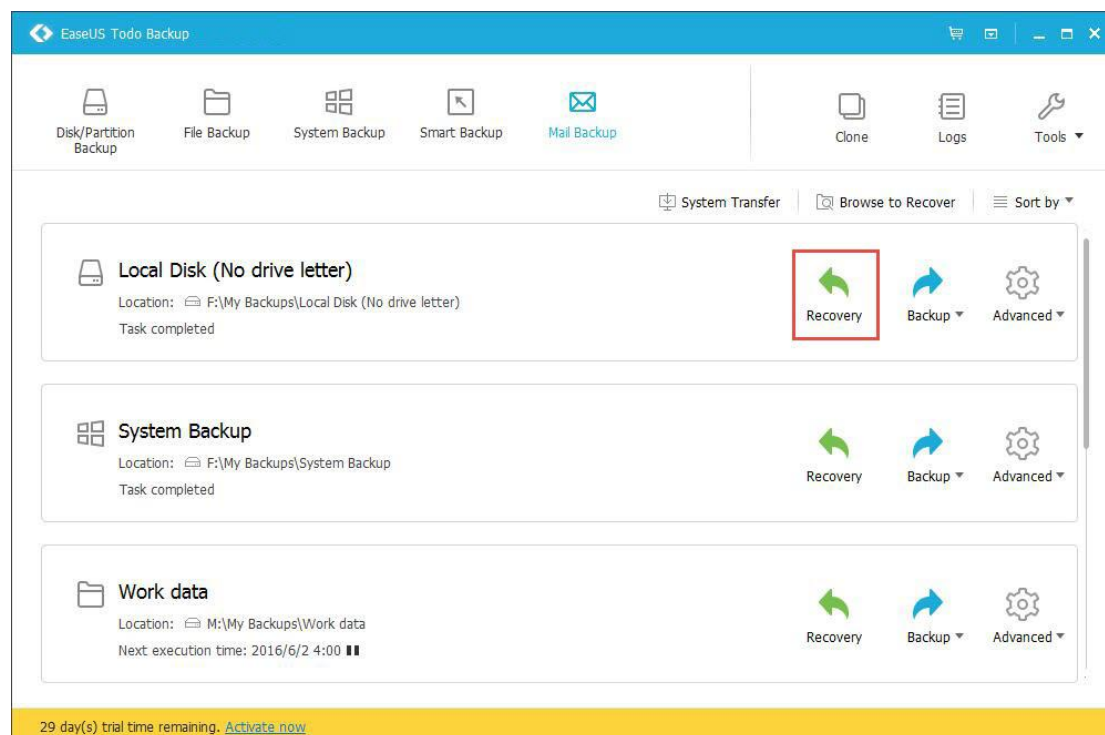 EaseUS Todo Backup
Disk/Partition
Backup
File Backup
System Backup
Smart Backup
Mail Backup
Clone
Logs
Tools
System Transfer
Browse to Recover
Sort by
Local Disk (No drive letter)
Location: F:\My Backups\Local Disk (No drive letter)
Task completed
Recovery
Backup
Advanced
System Backup
Location: F:\My Backups\System Backup
Task completed
Recovery
Backup
Advanced
Work data
Location: M:\My Backups\Work data
Next execution time: 2016/6/2 4:00
Recovery
Backup
Advanced
29 day(s) trial time remaining. Activate now